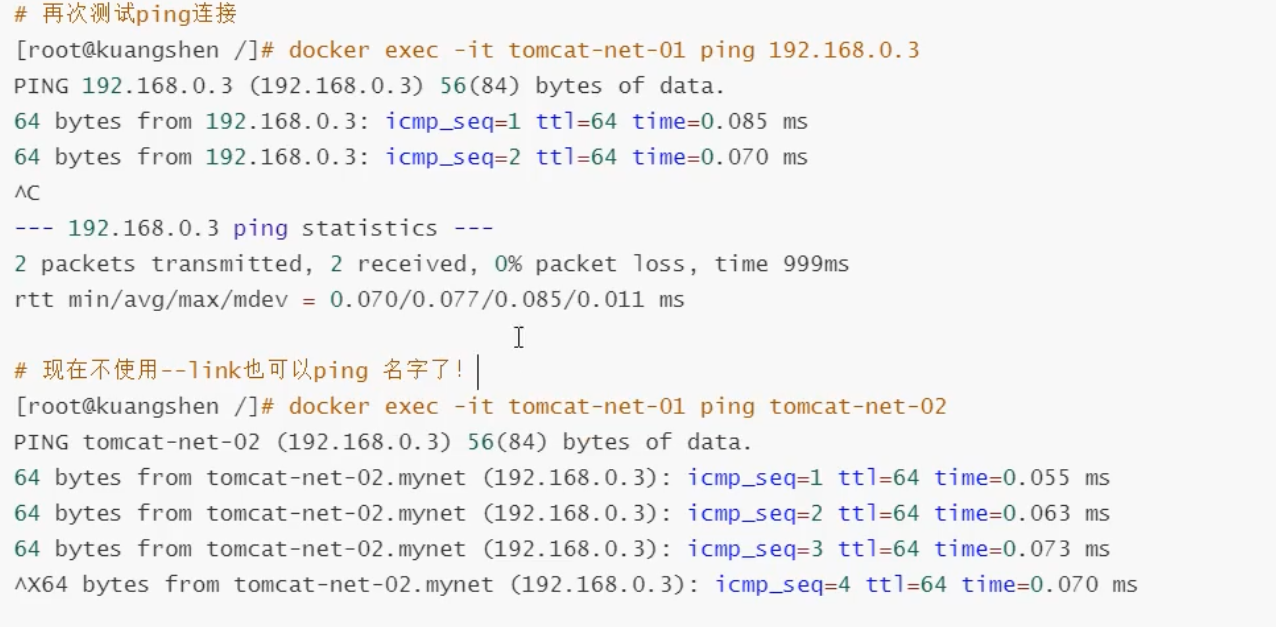 # 再次测试ping连接
[root@kuangshen /]# docker exec -it tomcat-net-01 ping 192.168.0.3
PING 192.168.0.3 (192.168.0.3) 56(84) bytes of data.
64 bytes from 192.168.0.3: icmp_seq=1 ttl=64 time=0.085 ms
64 bytes from 192.168.0.3: icmp_seq=2 ttl=64 time=0.070 ms
^C
--- 192.168.0.3 ping statistics ---
2 packets transmitted, 2 received, 0% packet loss, time 999ms
rtt min/avg/max/mdev = 0.070/0.077/0.085/0.011 ms
# 现在不使用--link也可以ping 名字了！
[root@kuangshen /]# docker exec -it tomcat-net-01 ping tomcat-net-02
PING tomcat-net-02 (192.168.0.3) 56(84) bytes of data.
64 bytes from tomcat-net-02.mynet (192.168.0.3): icmp_seq=1 ttl=64 time=0.055 ms
64 bytes from tomcat-net-02.mynet (192.168.0.3): icmp_seq=2 ttl=64 time=0.063 ms
64 bytes from tomcat-net-02.mynet (192.168.0.3): icmp_seq=3 ttl=64 time=0.073 ms
^X64 bytes from tomcat-net-02.mynet (192.168.0.3): icmp_seq=4 ttl=64 time=0.070 ms